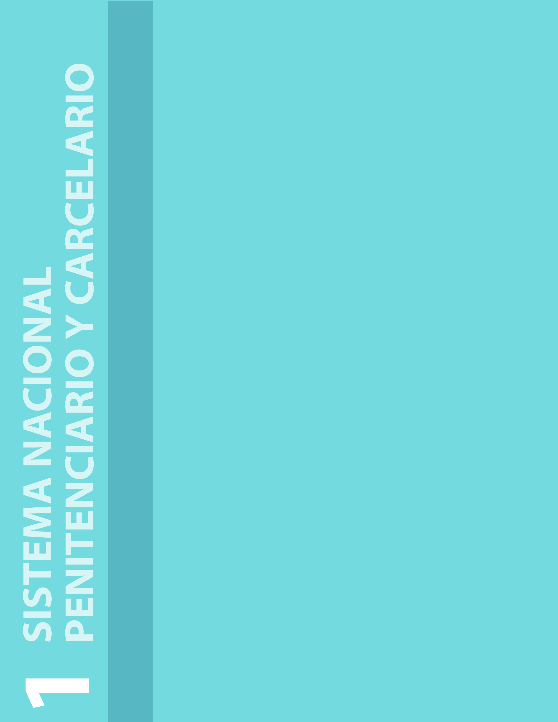 1
SISTEMA NACIONAL
PENITENCIARIO Y CARCELARIO